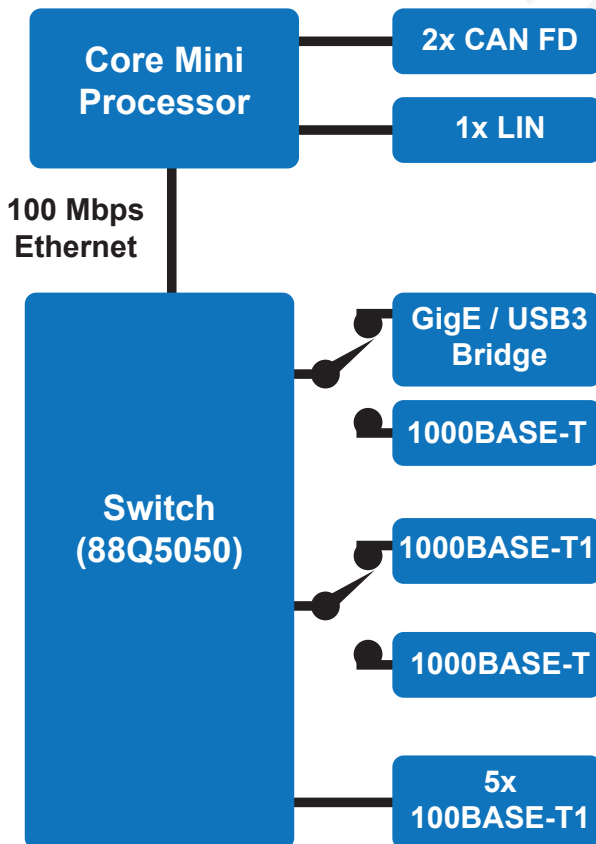 Core Mini
Processor
2x CAN FD
1x LIN
100 Mbps
Ethernet
GigE / USB3
Bridge
1000BASE-T
Switch
(88Q5050)
1000BASE-T1
1000BASE-T
5x
100BASE-T1